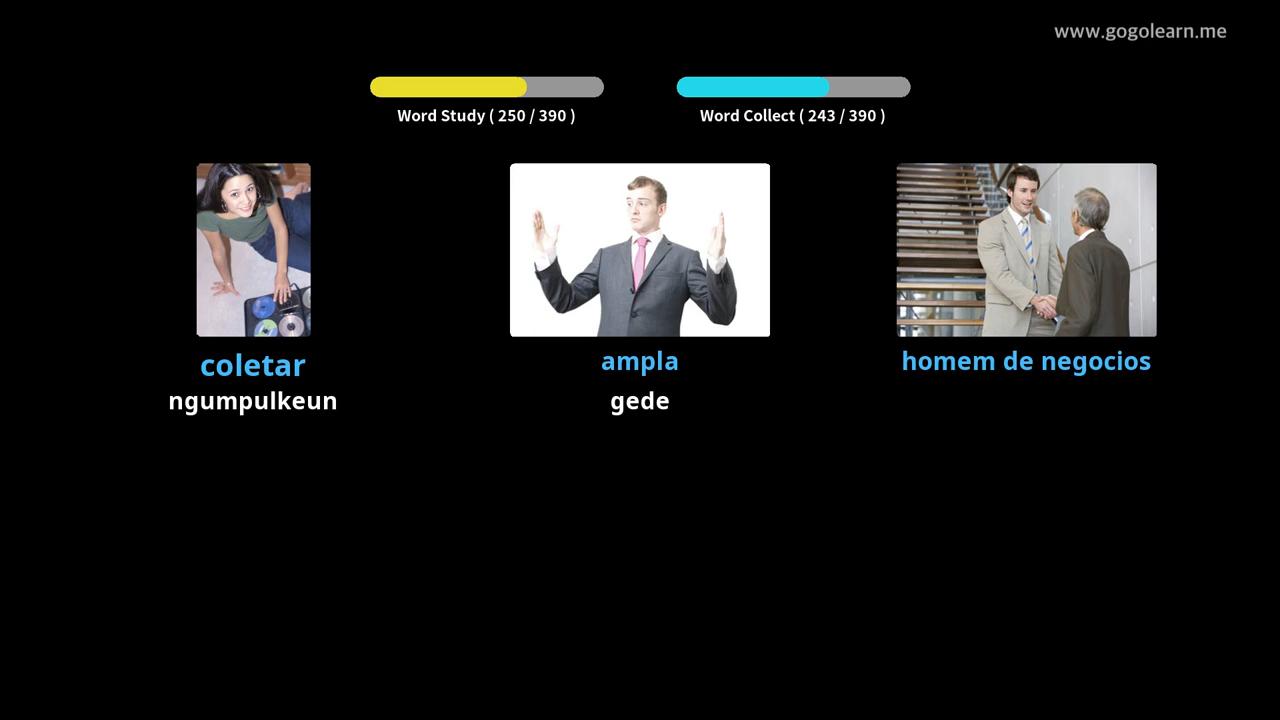 www.gogolearn.me
Word Study ( 250 / 390 )
Word Collect ( 243 / 390 )
coletar
ampla
homem de negocios
ngumpulkeun
gede